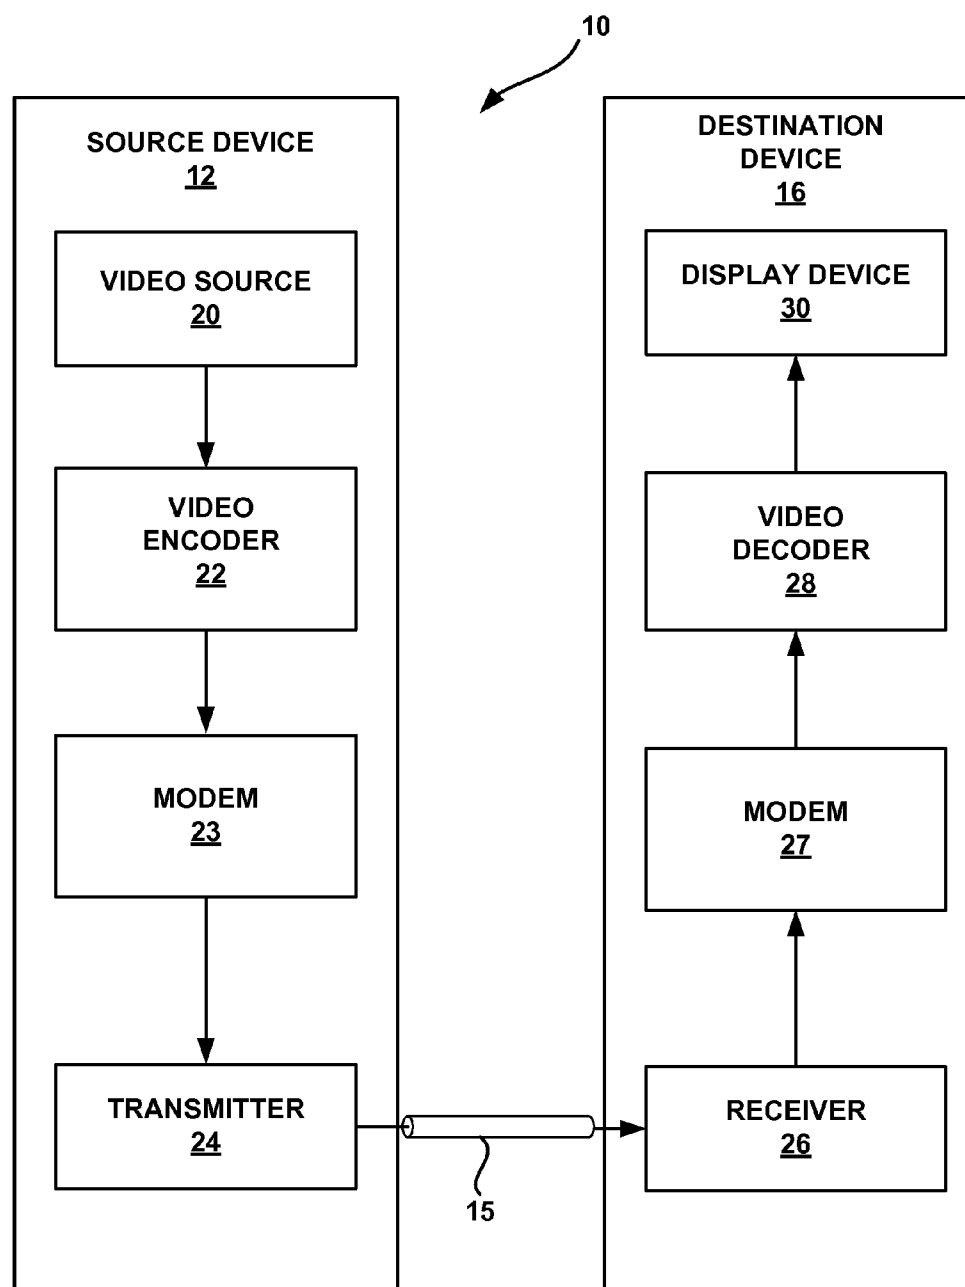 10
SOURCE DEVICE
12
VIDEO SOURCE
20
VIDEO
ENCODER
22
MODEM
23
TRANSMITTER
24
15
DESTINATION
DEVICE
16
DISPLAY DEVICE
30
VIDEO
DECODER
28
MODEM
27
RECEIVER
26